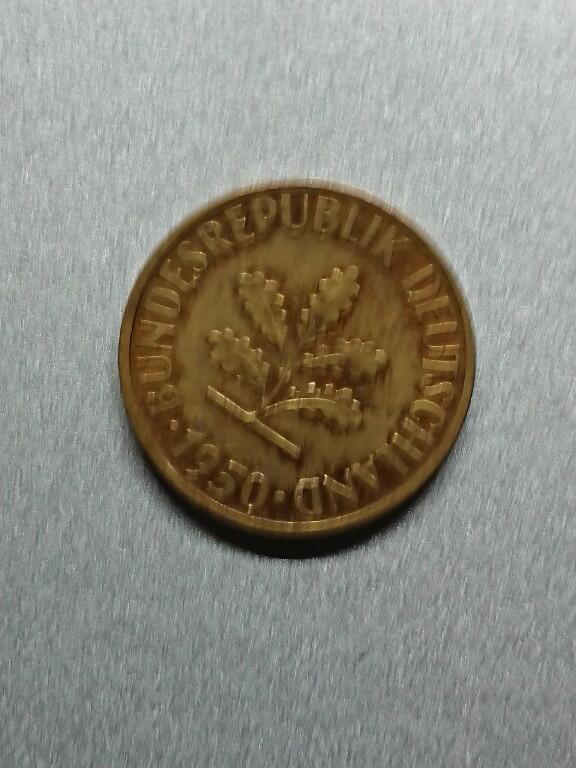 BUNDESREPUBLIK DEUTSCHLAND
· 1950 ·